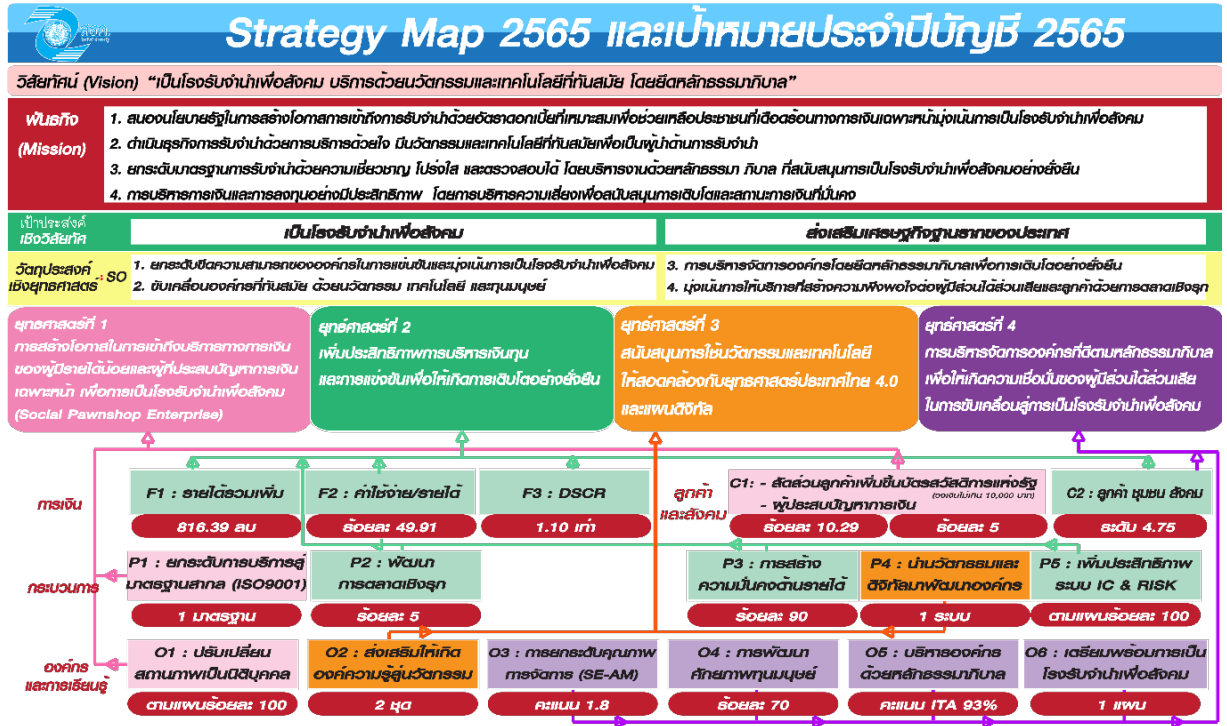 สธค.
Strategy Map 2565 และเป้าหมายประจำปีบัญชี 2565
วิสัยทัศน์ (Vision) “เป็นโรงรับจำนำเพื่อสังคม บริการด้วยนวัตกรรมและเทคโนโลยีที่ทันสมัย โดยยึดหลักธรรมาภิบาล”
พันธกิจ
(Mission)
1. สนองนโยบายรัฐในการสร้างโอกาสการเข้าถึงการรับจำนำด้วยอัตราดอกเบี้ยที่เหมาะสมเพื่อช่วยเหลือประชาชนที่เดือดร้อนทางการเงินเฉพาะหน้ามุ่งเน้นการเป็นโรงรับจำนำเพื่อสังคม
2. ดำเนินธุรกิจการรับจำนำด้วยการบริการด้วยใจ มีนวัตกรรมและเทคโนโลยีที่ทันสมัยเพื่อเป็นผู้นำด้านการรับจำนำ
3. ยกระดับมาตรฐานการรับจำนำด้วยความเชี่ยวชาญ โปร่งใส และตรวจสอบได้ โดยบริหารงานด้วยหลักธรรมา ภิบาล ที่สนับสนุนการเป็นโรงรับจำนำเพื่อสังคมอย่างยั่งยืน
4. การบริหารการเงินและการลงทุนอย่างมีประสิทธิภาพ โดยการบริหารความเสี่ยงเพื่อสนับสนุนการเติบโตและสถานะการเงินที่มั่นคง
เป้าประสงค์
เชิงวิสัยทัศ
เป็นโรงรับจำนำเพื่อสังคม
ส่งเสริมเศรษฐกิจฐานรากของประเทศ
วัตถุประสงค์
เชิงยุทธศาสตร์ : SO
1. ยกระดับขีดความสามารถขององค์กรในการแข่งขันและมุ่งเน้นการเป็นโรงรับจำนำเพื่อสังคม
2. ขับเคลื่อนองค์กรที่ทันสมัย ด้วยนวัตกรรม เทคโนโลยี และทุนมนุษย์
3. การบริหารจัดการองค์กรโดยยึดหลักธรรมาภิบาลเพื่อการเติบโตอย่างยั่งยืน
4. มุ่งเน้นการให้บริการที่สร้างความพึงพอใจต่อผู้มีส่วนได้ส่วนเสียและลูกค้าด้วยการตลาดเชิงรุก
ยุทธศาสตร์ที่ 1
การสร้างโอกาสในการเข้าถึงบริการทางการเงิน
ของผู้มีรายได้น้อยและผู้ที่ประสบปัญหาการเงิน
เฉพาะหน้า เพื่อการเป็นโรงรับจำนำเพื่อสังคม
(Social Pawnshop Enterprise)
ยุทธ์ศาสตร์ที่ 2
เพิ่มประสิทธิภาพการบริหารเงินทุน
และการแข่งขันเพื่อให้เกิดการเติบโตอย่างยั่งยืน
ยุทธ์ศาสตร์ที่ 3
สนับสนุนการใช้นวัตกรรมและเทคโนโลยี
ให้สอดคล้องกับยุทธศาสตร์ประเทศไทย 4.0
และแผนดิจิทัล
ยุทธ์ศาสตร์ที่ 4
การบริหารจัดการองค์กรที่ดีตามหลักธรรมาภิบาล
เพื่อให้เกิดความเชื่อมั่นของผู้มีส่วนได้ส่วนเสีย
ในการขับเคลื่อนสู่การเป็นโรงรับจำนำเพื่อสังคม
การเงิน
F1 : รายได้รวมเพิ่ม
816.39 ลบ
F2 : ค่าใช้จ่าย/รายได้
ร้อยละ 49.91
F3 : DSCR
1.10 เท่า
ลูกค้า
และสังคม
C1: - สัดส่วนลูกค้าเพิ่มขึ้นบัตรสวัสดิการแห่งรัฐ
(วงเงินไม่เกิน 10,000 บาท)
- ผู้ประสบปัญหาการเงิน
ร้อยละ 10.29
ร้อยละ 5
C2 : ลูกค้า ชุมชน สังคม
ระดับ 4.75
กระบวนการ
P1 : ยกระดับการบริการสู่
มาตรฐานสากล (ISO9001)
1 มาตรฐาน
P2 : พัฒนา
การตลาดเชิงรุก
ร้อยละ 5
P3 : การสร้าง
ความมั่นคงด้านรายได้
ร้อยละ 90
P4 : นำนวัตกรรมและ
ดิจิทัลมาพัฒนาองค์กร
1 ระบบ
P5 : เพิ่มประสิทธิภาพ
ระบบ IC & RISK
ตามแผนร้อยละ 100
องค์กร
และการเรียนรู้
O1 : ปรับเปลี่ยน
สถานภาพเป็นนิติบุคคล
ตามแผนร้อยละ 100
O2 : ส่งเสริมให้เกิด
องค์ความรู้สู่นวัตกรรม
2 ชุด
O3 : การยกระดับคุณภาพ
การจัดการ (SE-AM)
คะแนน 1.8
O4 : การพัฒนา
ศักยภาพทุนมนุษย์
ร้อยละ 70
O5 : บริหารองค์กร
ด้วยหลักธรรมาภิบาล
คะแนน ITA 93%
O6 : เตรียมพร้อมการเป็น
โรงรับจำนำเพื่อสังคม
1 แผน